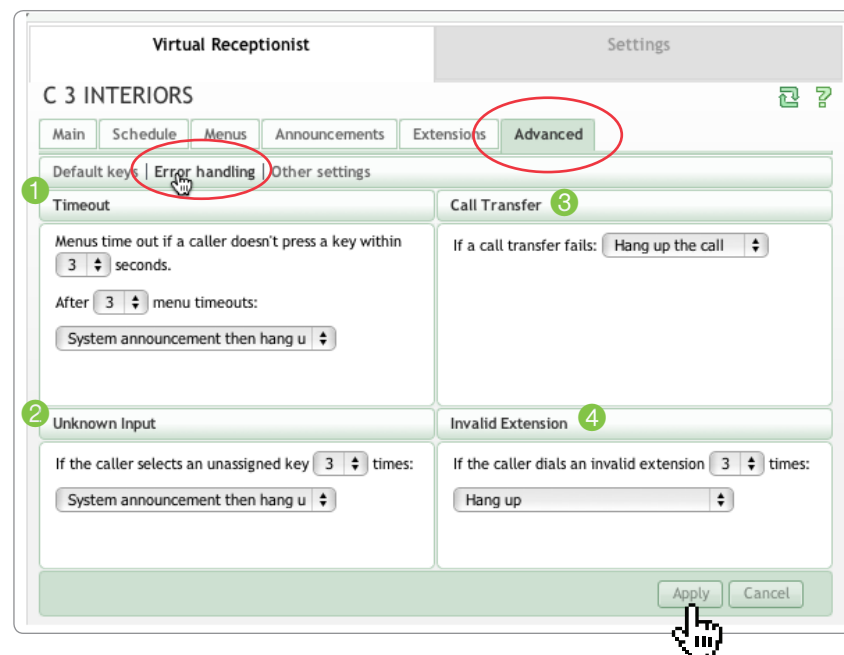 Virtual Receptionist
Settings
C 3 INTERIORS
?
Main
Schedule
Menus
Announcements
Extensions
Advanced
Default keys | Error handling | Other settings
1
Timeout
Menus time out if a caller doesn't press a key within
3 seconds.
After 3 menu timeouts:
System announcement then hang u
Call Transfer 3
If a call transfer fails: Hang up the call
2
Unknown Input
If the caller selects an unassigned key 3 times:
System announcement then hang u
Invalid Extension 4
If the caller dials an invalid extension 3 times:
Hang up
Apply
Cancel